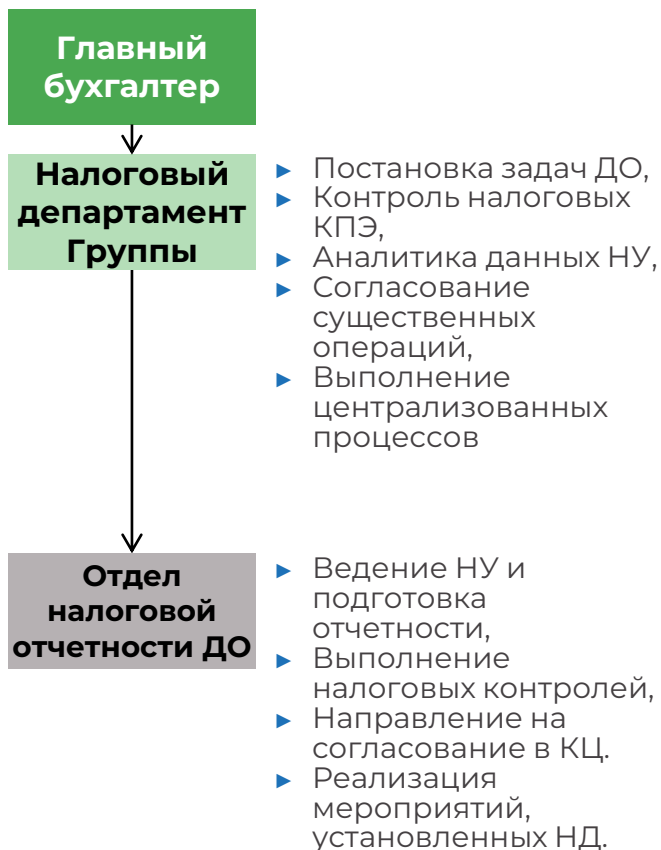 Главный
бухгалтер
Налоговый
департамент
Группы
► Постановка задач ДО,
► Контроль налоговых
КПЭ,
► Аналитика данных НУ,
► Согласование
существенных
операций,
► Выполнение
централизованных
процессов
Отдел
налоговой
отчетности ДО
► Ведение НУ и
подготовка
отчетности,
► Выполнение
налоговых контролей,
► Направление на
согласование в КЦ.
► Реализация
мероприятий,
установленных НД.